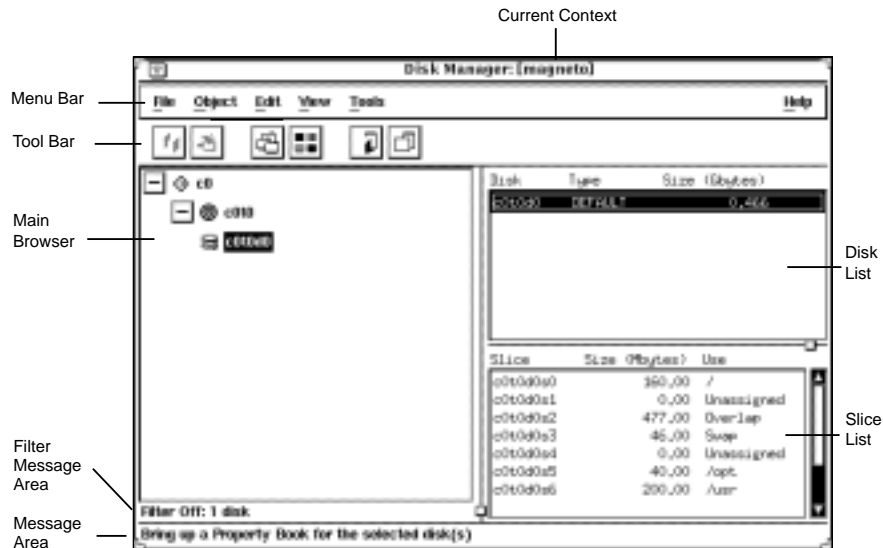 Current Context
Disk Manager: [magneto]
Menu Bar
File Object Edit View Tools Help
Tool Bar
Main
Browser
c0
c0t0
c0t0d0
Disk Type Size (Gbytes)
c0t0d0 DEFAULT 0.466
Disk
List
Slice Size (Mbytes) Use
c0t0d0s0 160.00 /
c0t0d0s1 0.00 Unassigned
c0t0d0s2 477.00 Overlap
c0t0d0s3 46.00 Swap
c0t0d0s4 0.00 Unassigned
c0t0d0s5 40.00 /opt
c0t0d0s6 200.00 /usr
Slice
List
Filter
Message
Area
Filter Off: 1 disk
Message
Area
Bring up a Property Book for the selected disk(s)